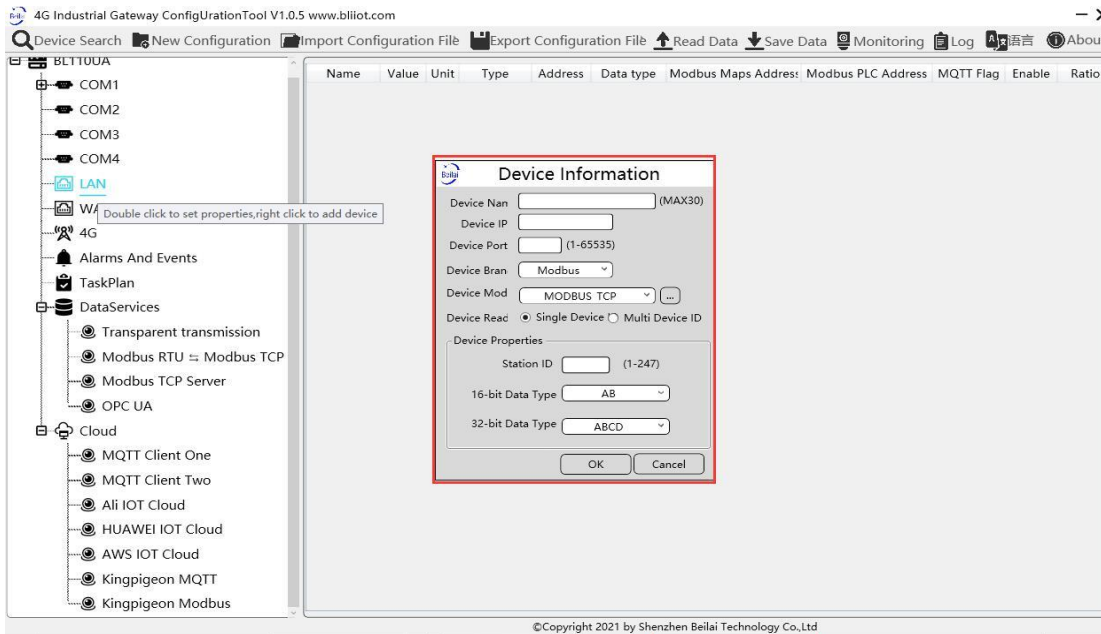 Beilai 4G Industrial Gateway ConfigUrationTool V1.0.5 www.bliiot.com
Device Search New Configuration Import Configuration File Export Configuration File Read Data Save Data Monitoring Log 语言 Abou
BL110UA
Name Value Unit Type Address Data type Modbus Maps Address Modbus PLC Address MQTT Flag Enable Ratio
COM1
COM2
COM3
COM4
LAN
WA
Double click to set properties,right click to add device
4G
Alarms And Events
TaskPlan
DataServices
Transparent transmission
Modbus RTU ⇆ Modbus TCP
Modbus TCP Server
OPC UA
Cloud
MQTT Client One
MQTT Client Two
Ali IOT Cloud
HUAWEI IOT Cloud
AWS IOT Cloud
Kingpigeon MQTT
Kingpigeon Modbus
Beilai Device Information
Device Nan (MAX30)
Device IP
Device Port (1-65535)
Device Bran Modbus
Device Mod MODBUS TCP ...
Device Read Single Device Multi Device ID
Device Properties
Station ID (1-247)
16-bit Data Type AB
32-bit Data Type ABCD
OK Cancel
©Copyright 2021 by Shenzhen Beilai Technology Co.,Ltd